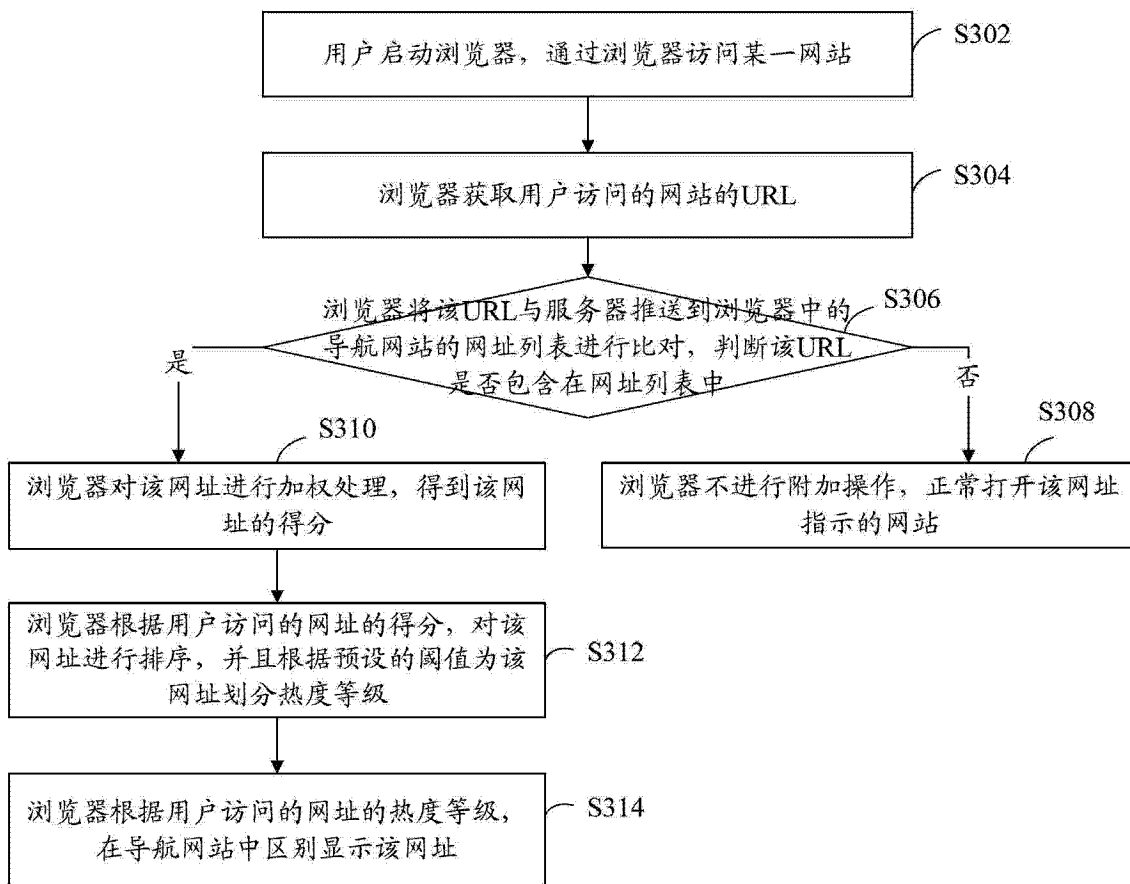 用户启动浏览器，通过浏览器访问某一网站
S302
浏览器获取用户访问的网站的URL
S304
浏览器将该URL与服务器推送到浏览器中的
导航网站的网址列表进行比对，判断该URL
是否包含在网址列表中
S306
是
否
S310
浏览器对该网址进行加权处理，得到该网
址的得分
S308
浏览器不进行附加操作，正常打开该网址
指示的网站
浏览器根据用户访问的网址的得分，对该
网址进行排序，并且根据预设的阈值为该
网址划分热度等级
S312
浏览器根据用户访问的网址的热度等级，
在导航网站中区别显示该网址
S314